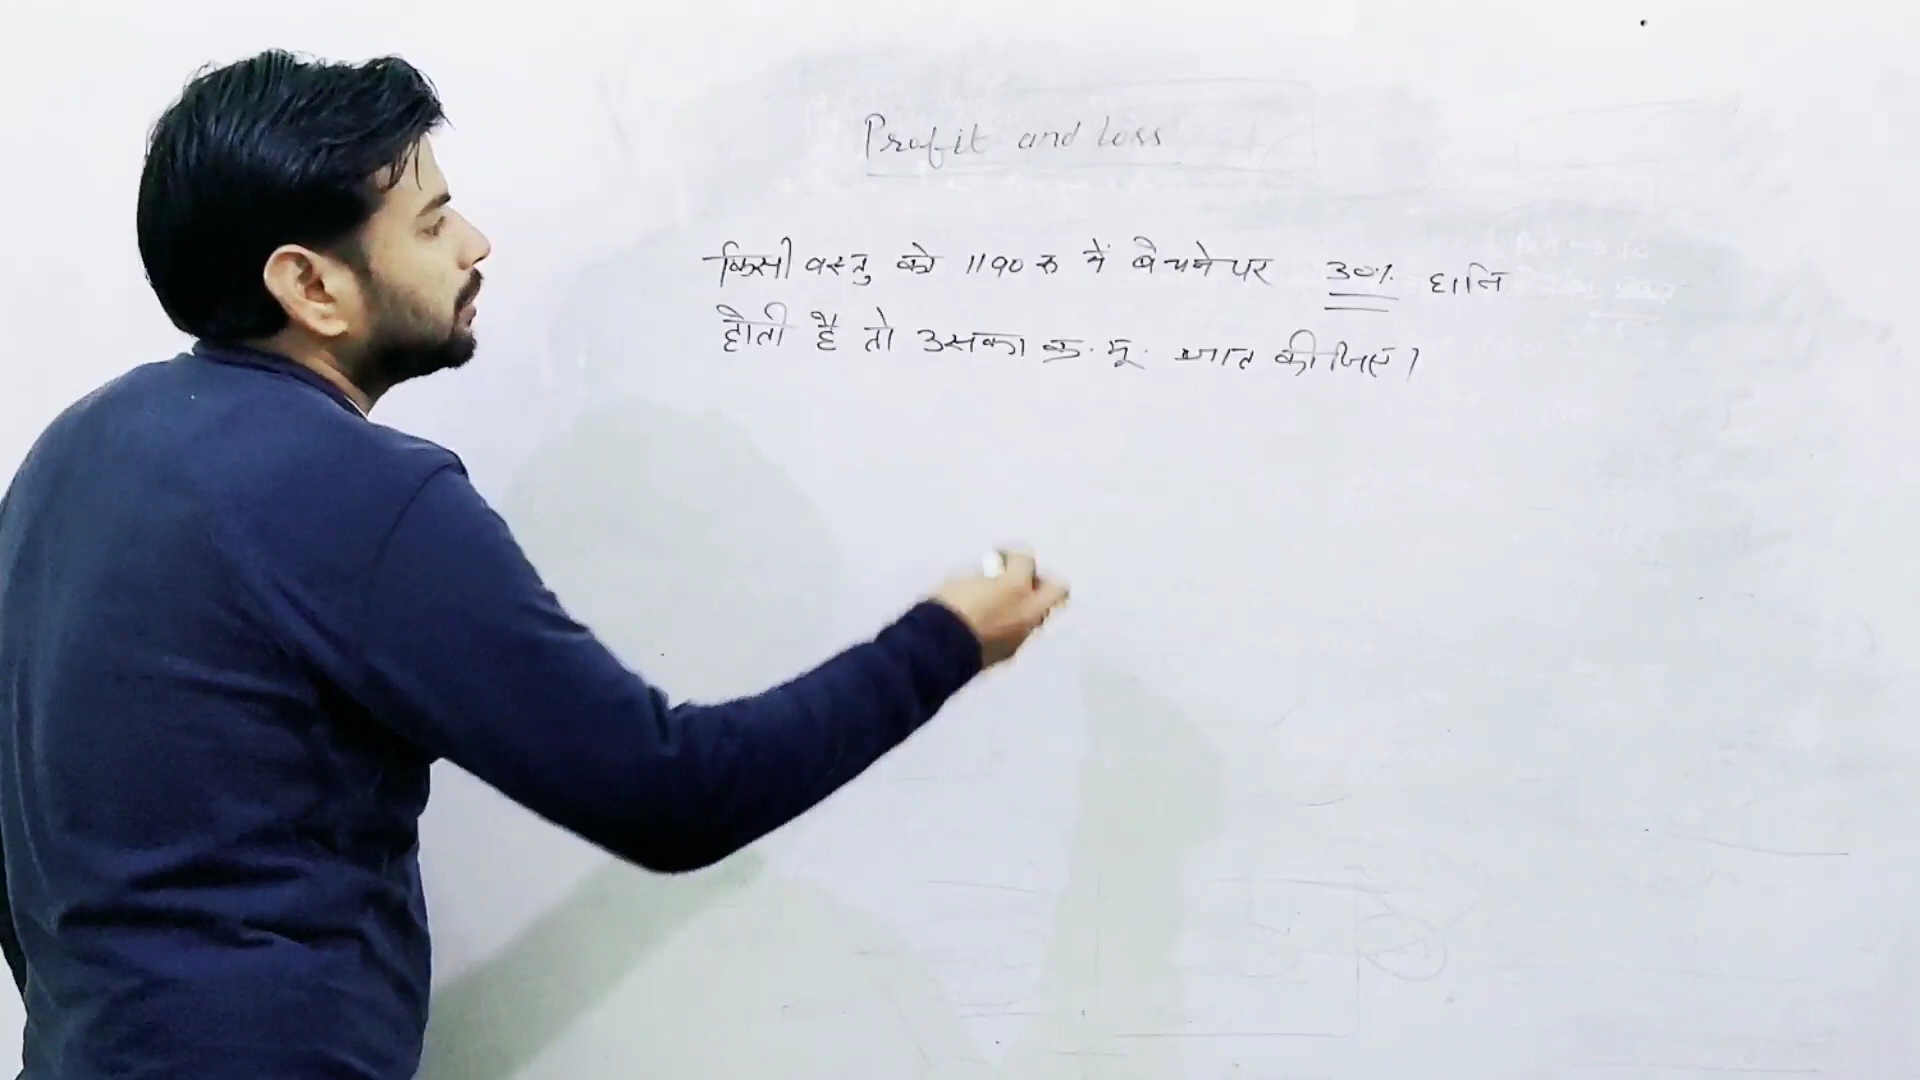 Profit and Loss
किसी वस्तु को 1190 रु में बेचने पर 30% हानि
होती है तो उसका क्र. मू. ज्ञात कीजिए।